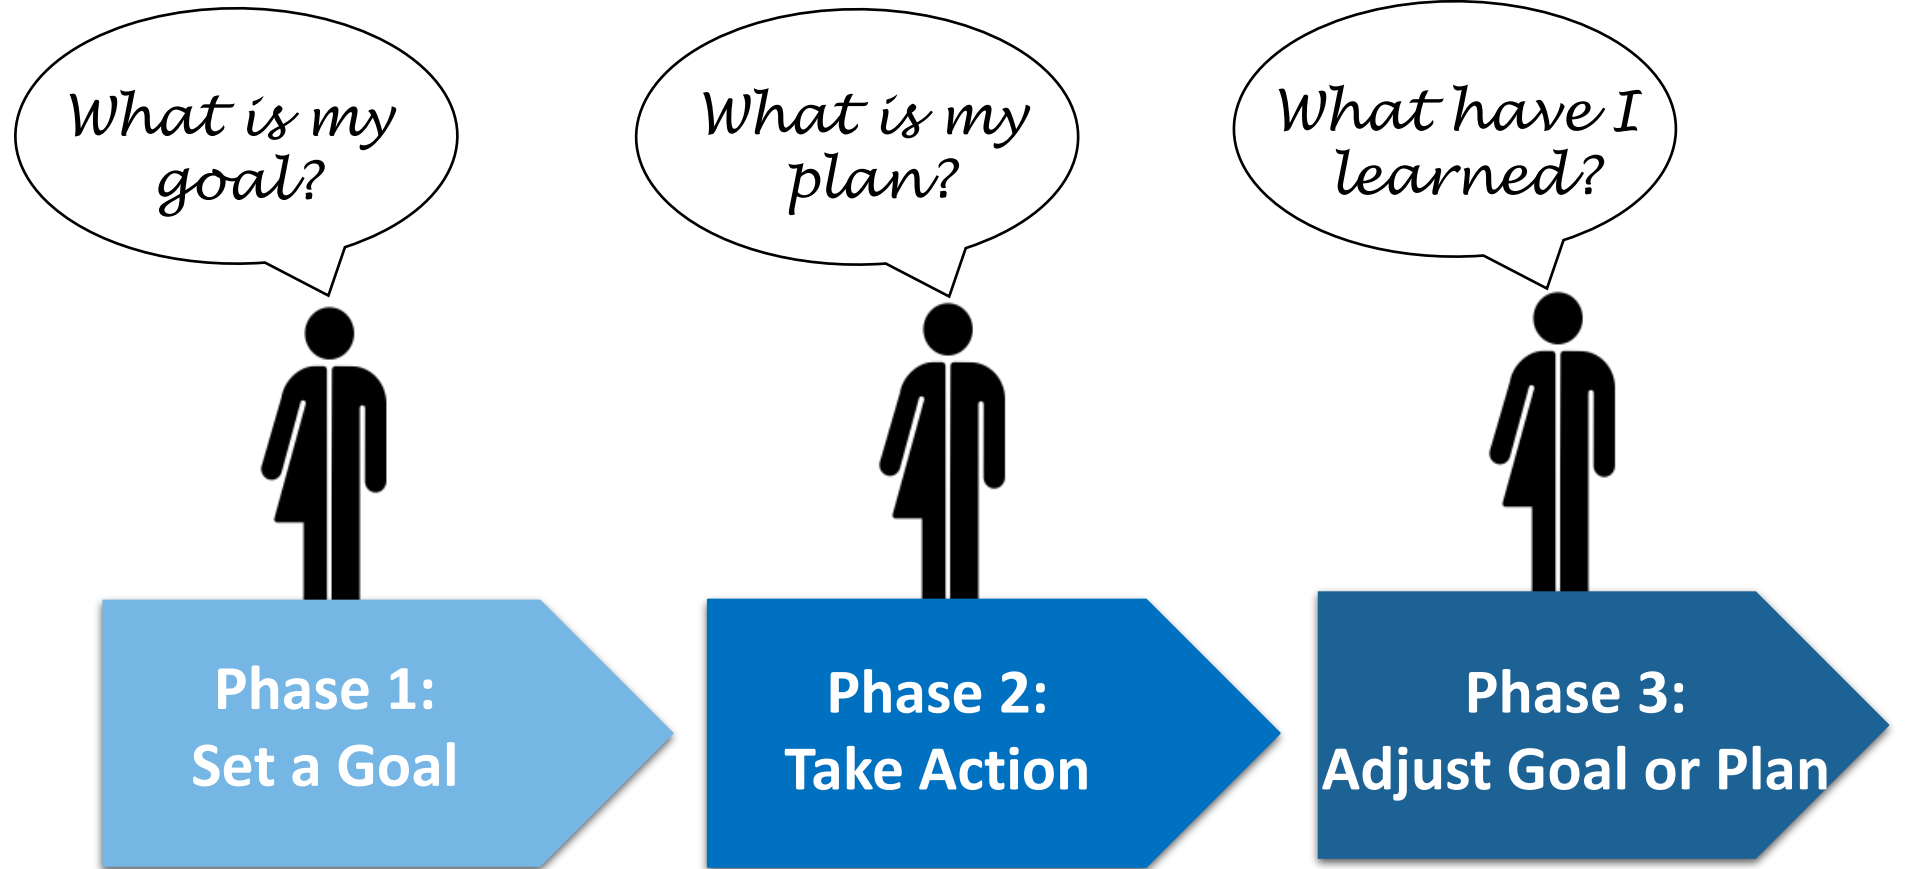 What is my
goal?
What is my
plan?
What have I
learned?
Phase 1:
Set a Goal
Phase 2:
Take Action
Phase 3:
Adjust Goal or Plan